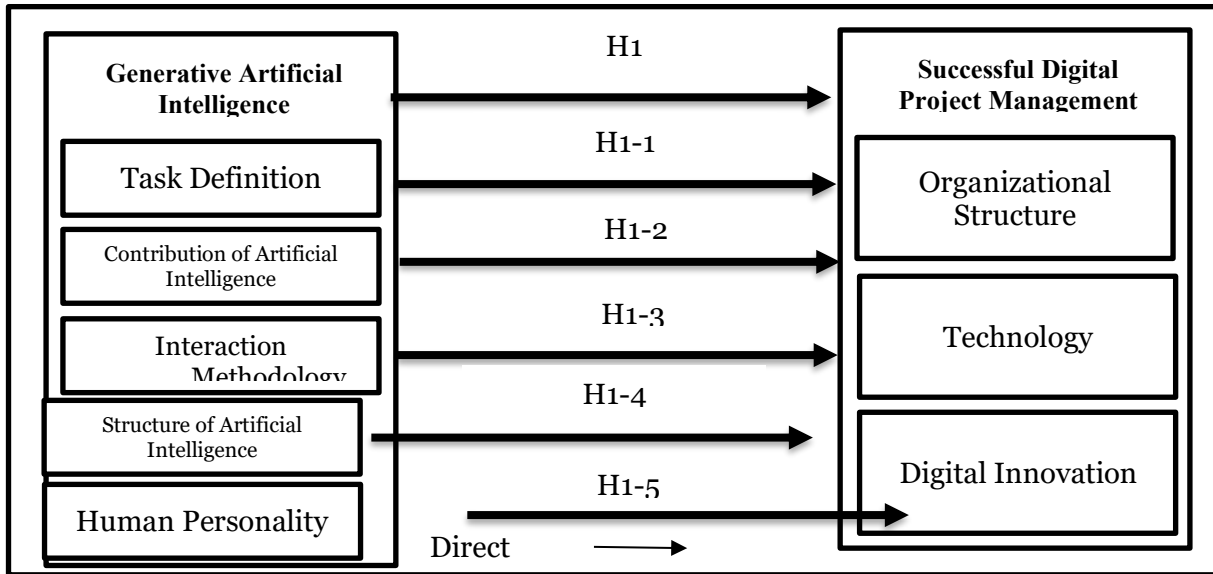 Generative Artificial
Intelligence
Task Definition
Contribution of Artificial
Intelligence
Interaction
Methodology
Structure of Artificial
Intelligence
Human Personality
H1
H1-1
H1-2
H1-3
H1-4
H1-5
Direct
Successful Digital
Project Management
Organizational
Structure
Technology
Digital Innovation